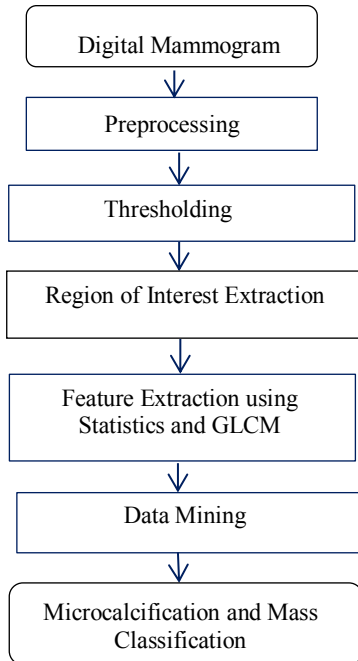 Digital Mammogram
Preprocessing
Thresholding
Region of Interest Extraction
Feature Extraction using
Statistics and GLCM
Data Mining
Microcalcification and Mass
Classification